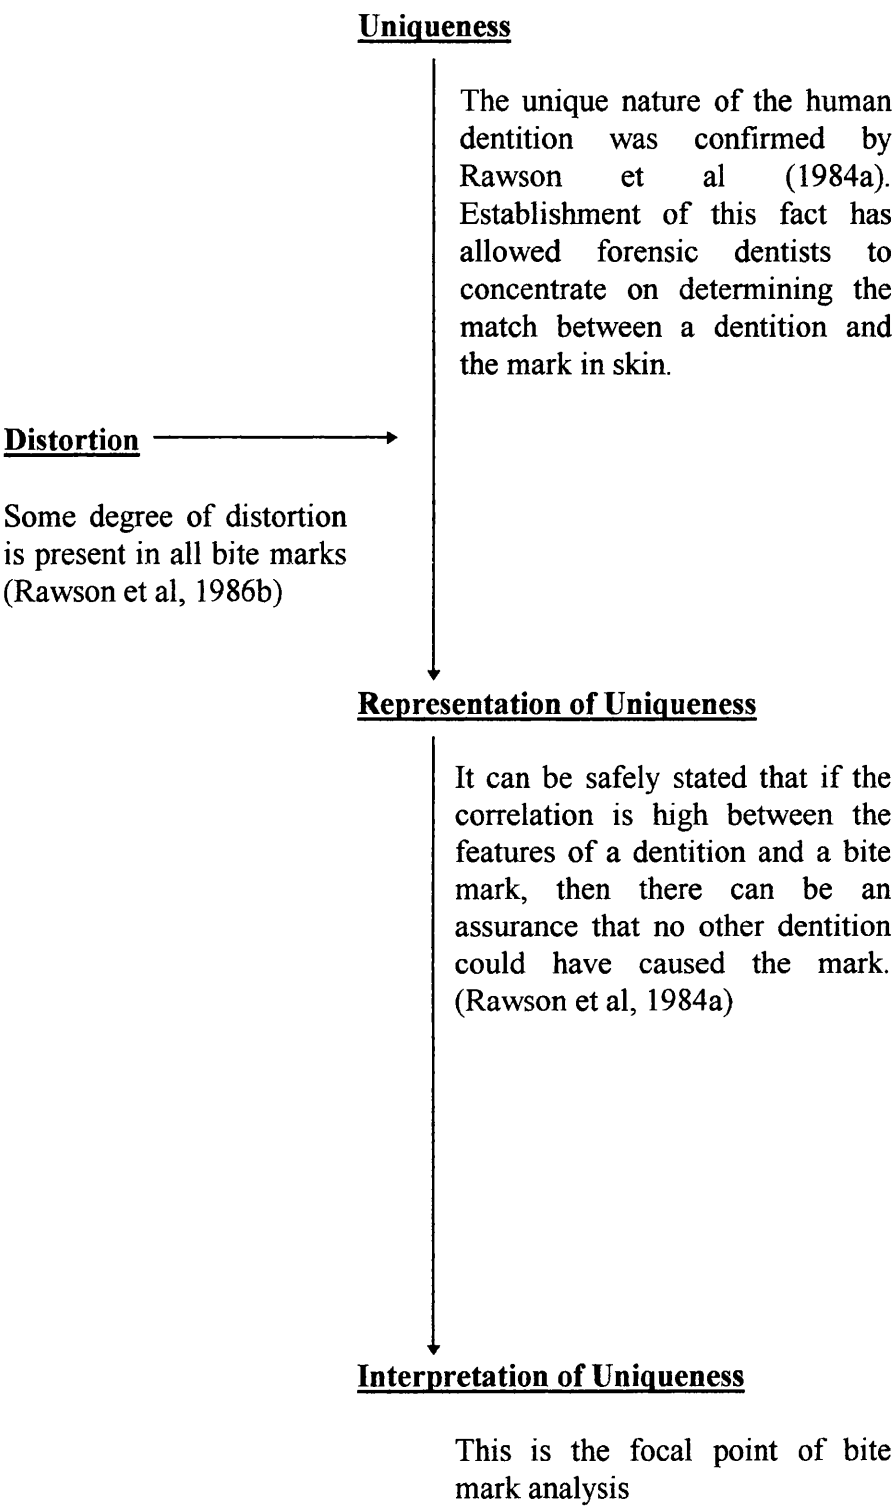 Uniqueness
The unique nature of the human
dentition was confirmed by
Rawson et al (1984a).
Establishment of this fact has
allowed forensic dentists to
concentrate on determining the
match between a dentition and
the mark in skin.
Distortion
Some degree of distortion
is present in all bite marks
(Rawson et al, 1986b)
Representation of Uniqueness
It can be safely stated that if the
correlation is high between the
features of a dentition and a bite
mark, then there can be an
assurance that no other dentition
could have caused the mark.
(Rawson et al, 1984a)
Interpretation of Uniqueness
This is the focal point of bite
mark analysis